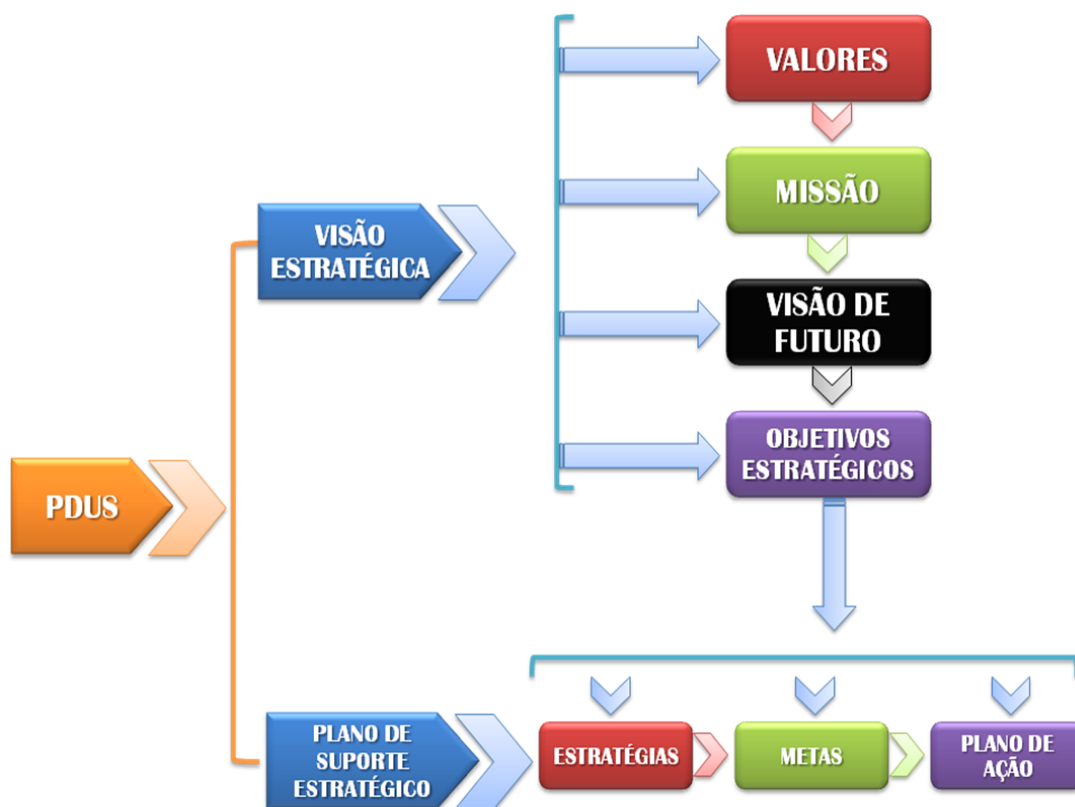 VALORES
MISSÃO
VISÃO
ESTRATÉGICA
VISÃO DE
FUTURO
OBJETIVOS
ESTRATÉGICOS
PDUS
PLANO DE
SUPORTE
ESTRATÉGICO
ESTRATÉGIAS
METAS
PLANO DE
AÇÃO